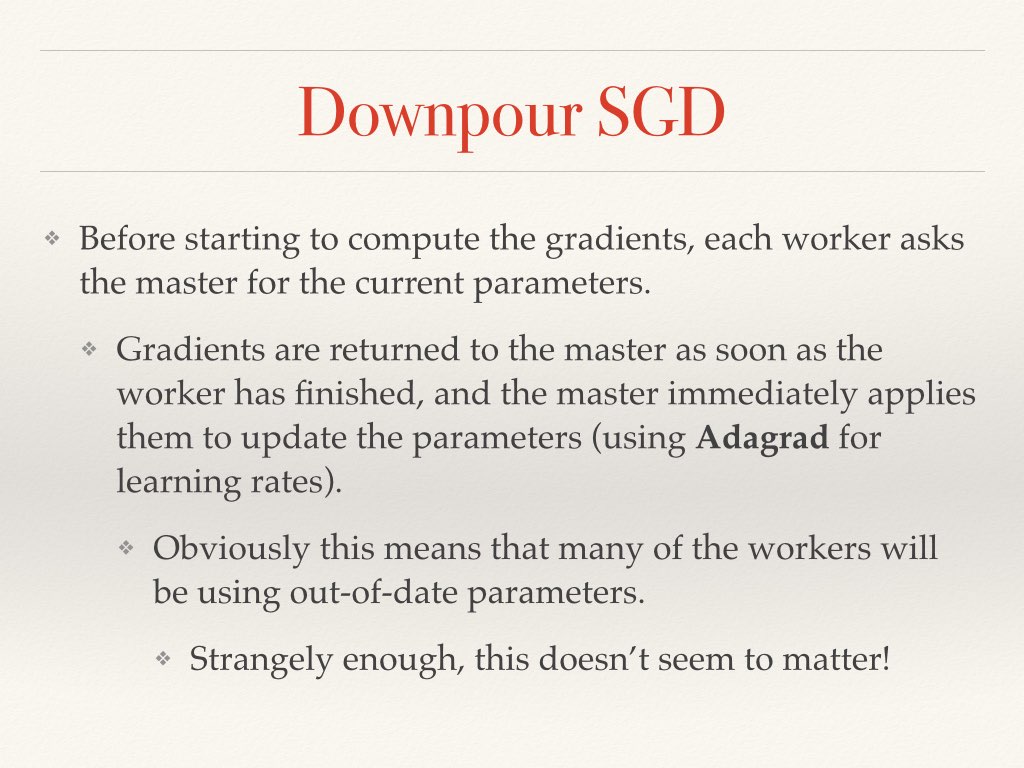 Downpour SGD
❖ Before starting to compute the gradients, each worker asks
the master for the current parameters.
❖ Gradients are returned to the master as soon as the
worker has finished, and the master immediately applies
them to update the parameters (using Adagrad for
learning rates).
❖ Obviously this means that many of the workers will
be using out-of-date parameters.
❖ Strangely enough, this doesn’t seem to matter!